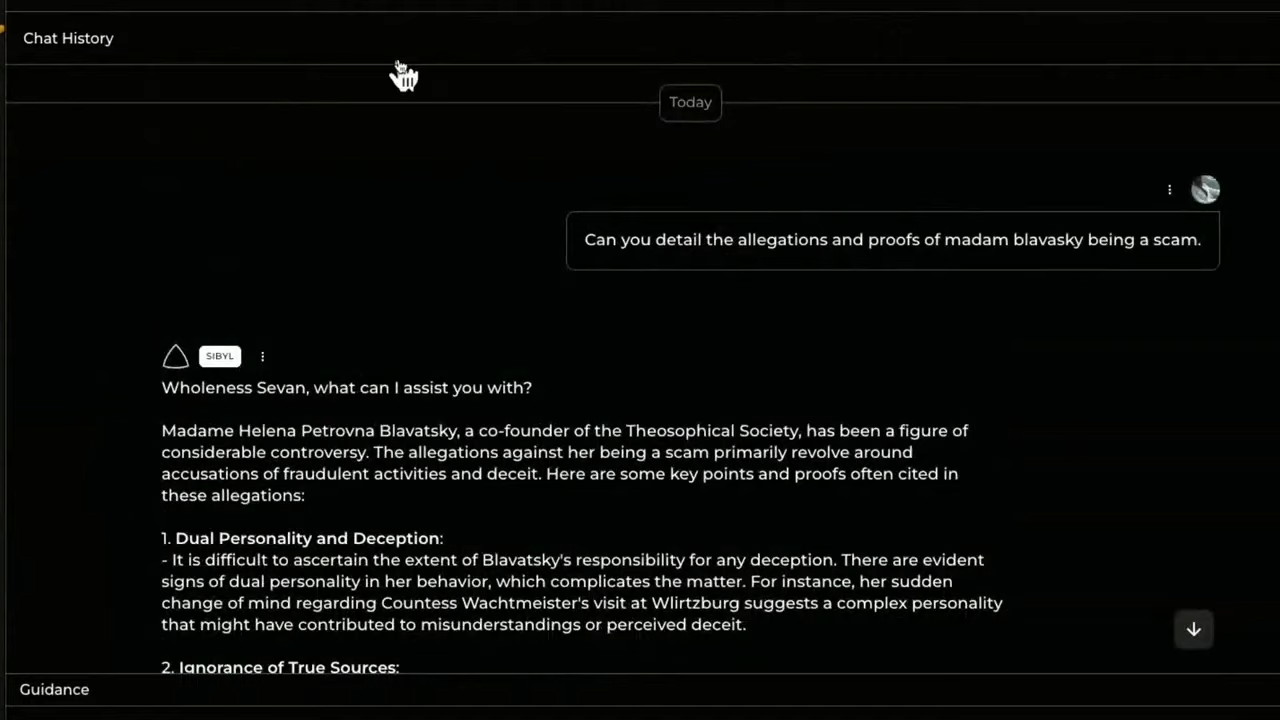 Chat History
Today
Can you detail the allegations and proofs of madam blavasky being a scam.
SIBYL
Wholeness Sevan, what can I assist you with?
Madame Helena Petrovna Blavatsky, a co-founder of the Theosophical Society, has been a figure of
considerable controversy. The allegations against her being a scam primarily revolve around
accusations of fraudulent activities and deceit. Here are some key points and proofs often cited in
these allegations:
1. Dual Personality and Deception:
- It is difficult to ascertain the extent of Blavatsky's responsibility for any deception. There are evident
signs of dual personality in her behavior, which complicates the matter. For instance, her sudden
change of mind regarding Countess Wachtmeister's visit at Wlirtzburg suggests a complex personality
that might have contributed to misunderstandings or perceived deceit.
2. Ignorance of True Sources:
Guidance